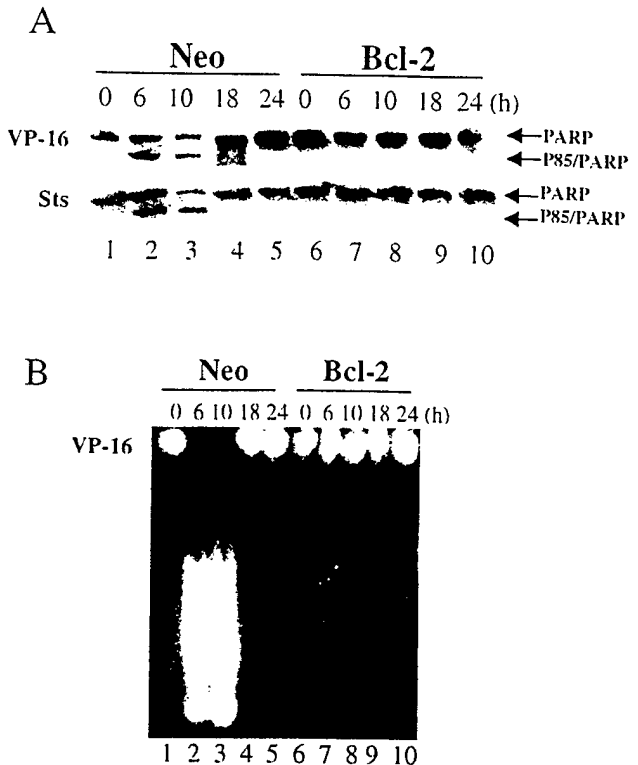 A
Neo Bcl-2
0 6 10 18 24 0 6 10 18 24 (h)
VP-16 PARP
P85/PARP
Sts PARP
P85/PARP
1 2 3 4 5 6 7 8 9 10
B
Neo Bcl-2
0 6 10 18 24 0 6 10 18 24 (h)
VP-16
1 2 3 4 5 6 7 8 9 10